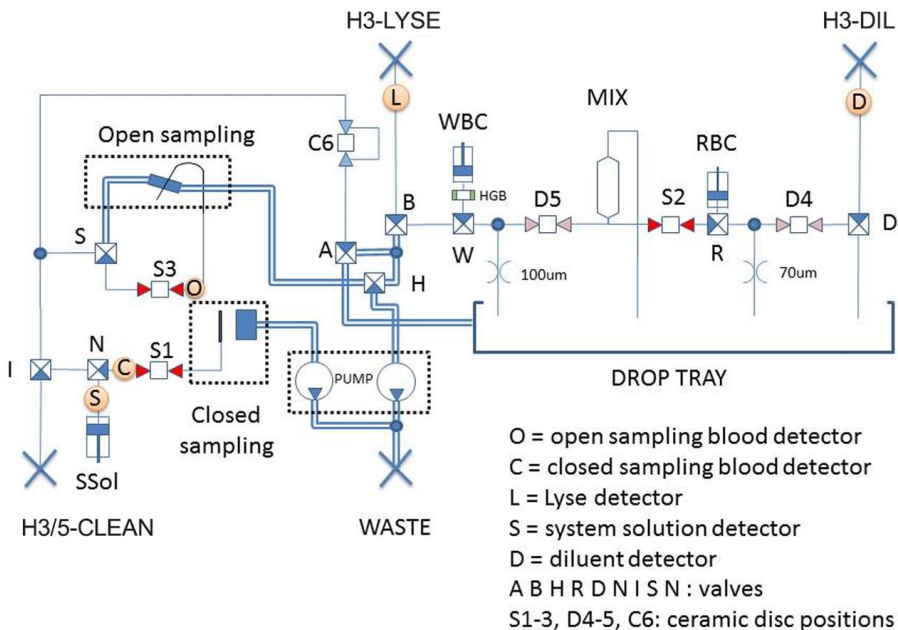 H3-LYSE
H3-DIL
L
D
MIX
WBC
RBC
Open sampling
C6
HGB
B
D5
S2
D4
S
A
W
R
D
H
100um
70um
S3
O
I
N
C
S1
S
PUMP
DROP TRAY
Closed
sampling
SSol
H3/5-CLEAN
WASTE
O = open sampling blood detector
C = closed sampling blood detector
L = Lyse detector
S = system solution detector
D = diluent detector
A B H R D N I S N : valves
S1-3, D4-5, C6: ceramic disc positions